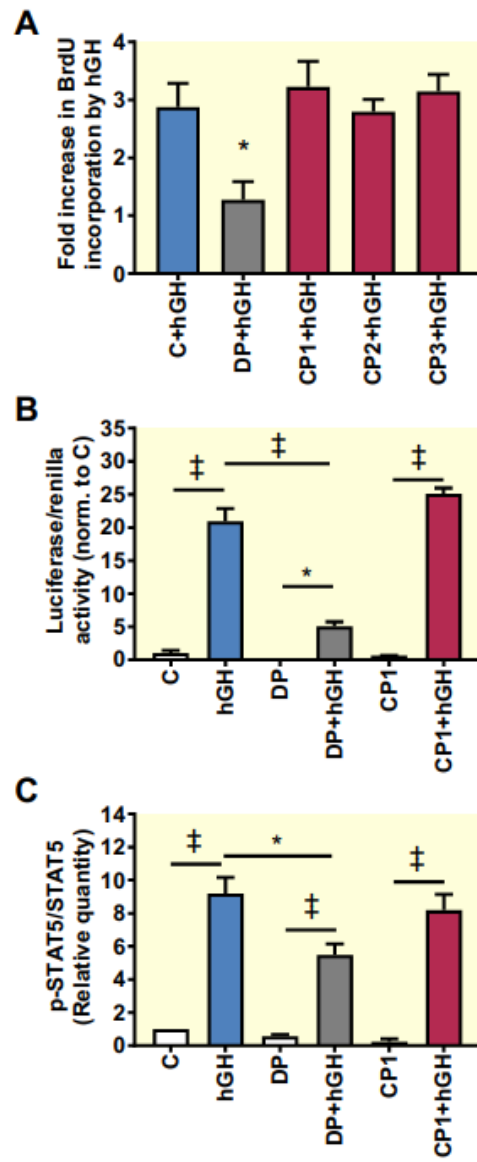 A
Fold increase in BrdU
incorporation by hGH
4
3
2
1
0
*
C+hGH
DP+hGH
CP1+hGH
CP2+hGH
CP3+hGH
B
Luciferase/renilla
activity (norm. to C)
35
30
25
20
15
10
5
0
‡
‡
*
‡
C
hGH
DP
DP+hGH
CP1
CP1+hGH
C
p-STAT5/STAT5
(Relative quantity)
14
12
10
8
6
4
2
0
‡
*
‡
‡
C
hGH
DP
DP+hGH
CP1
CP1+hGH